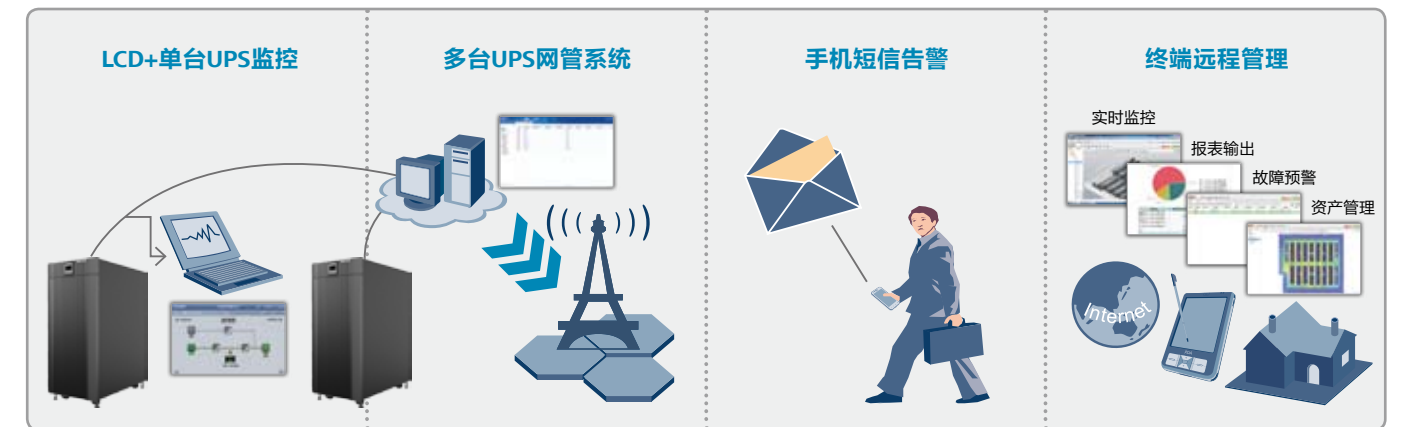 LCD+单台UPS监控
多台UPS网管系统
手机短信告警
终端远程管理
实时监控
报表输出
故障预警
资产管理
Internet